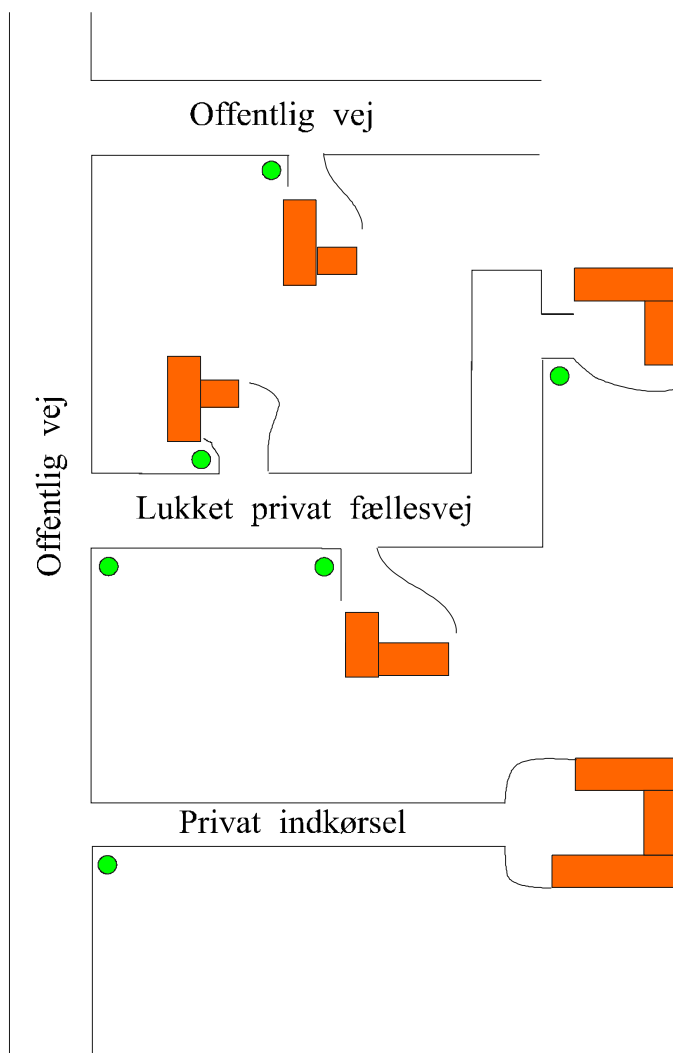 Offentlig vej
Offentlig vej
Lukket privat fællesvej
Privat indkørsel